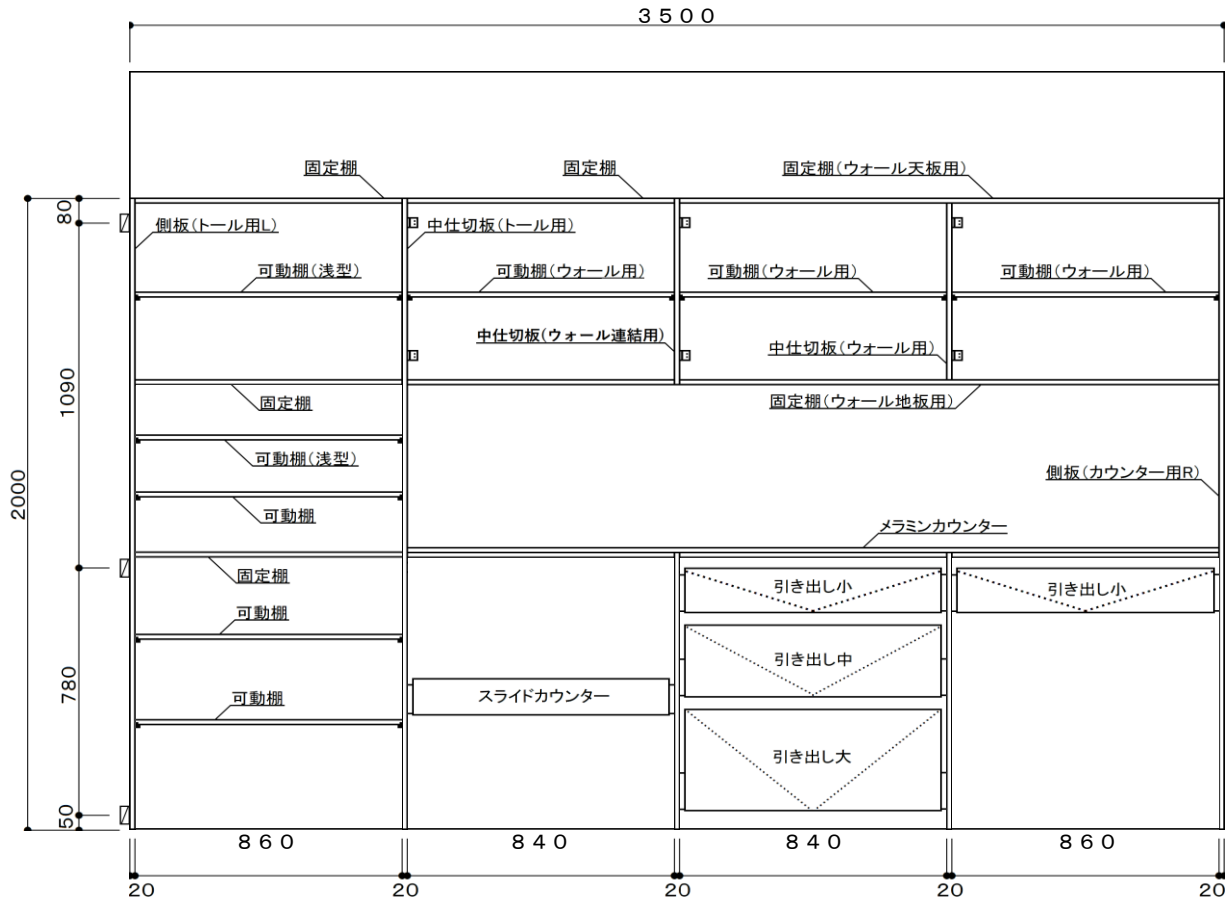 3500
固定棚
固定棚
固定棚(ウォール天板用)
80
側板(トール用L)
中仕切板(トール用)
可動棚(浅型)
可動棚(ウォール用)
可動棚(ウォール用)
可動棚(ウォール用)
中仕切板(ウォール連結用)
中仕切板(ウォール用)
1090
固定棚
固定棚(ウォール地板用)
可動棚(浅型)
側板(カウンター用R)
2000
可動棚
メラミンカウンター
固定棚
引き出し小
引き出し小
可動棚
引き出し中
780
可動棚
スライドカウンター
引き出し大
50
860
840
840
860
20
20
20
20
20